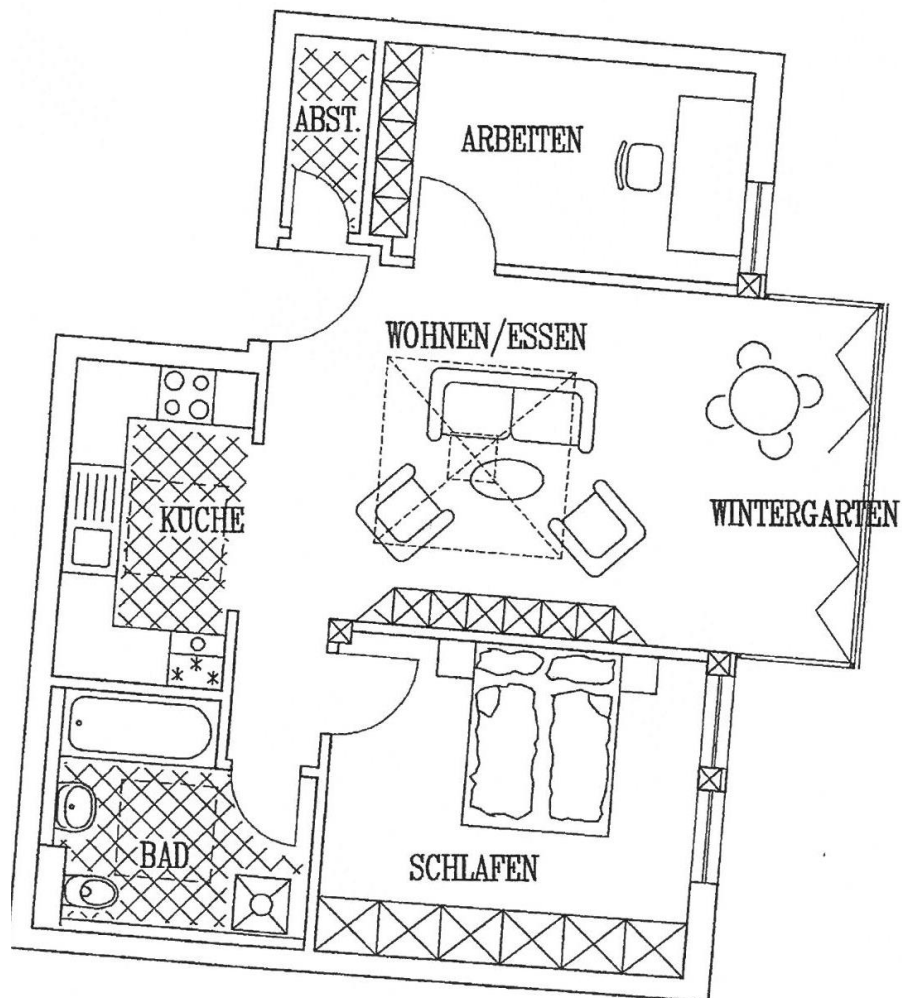 ABST.
ARBEITEN
WOHNEN/ESSEN
KÜCHE
WINTERGARTEN
BAD
SCHLAFEN